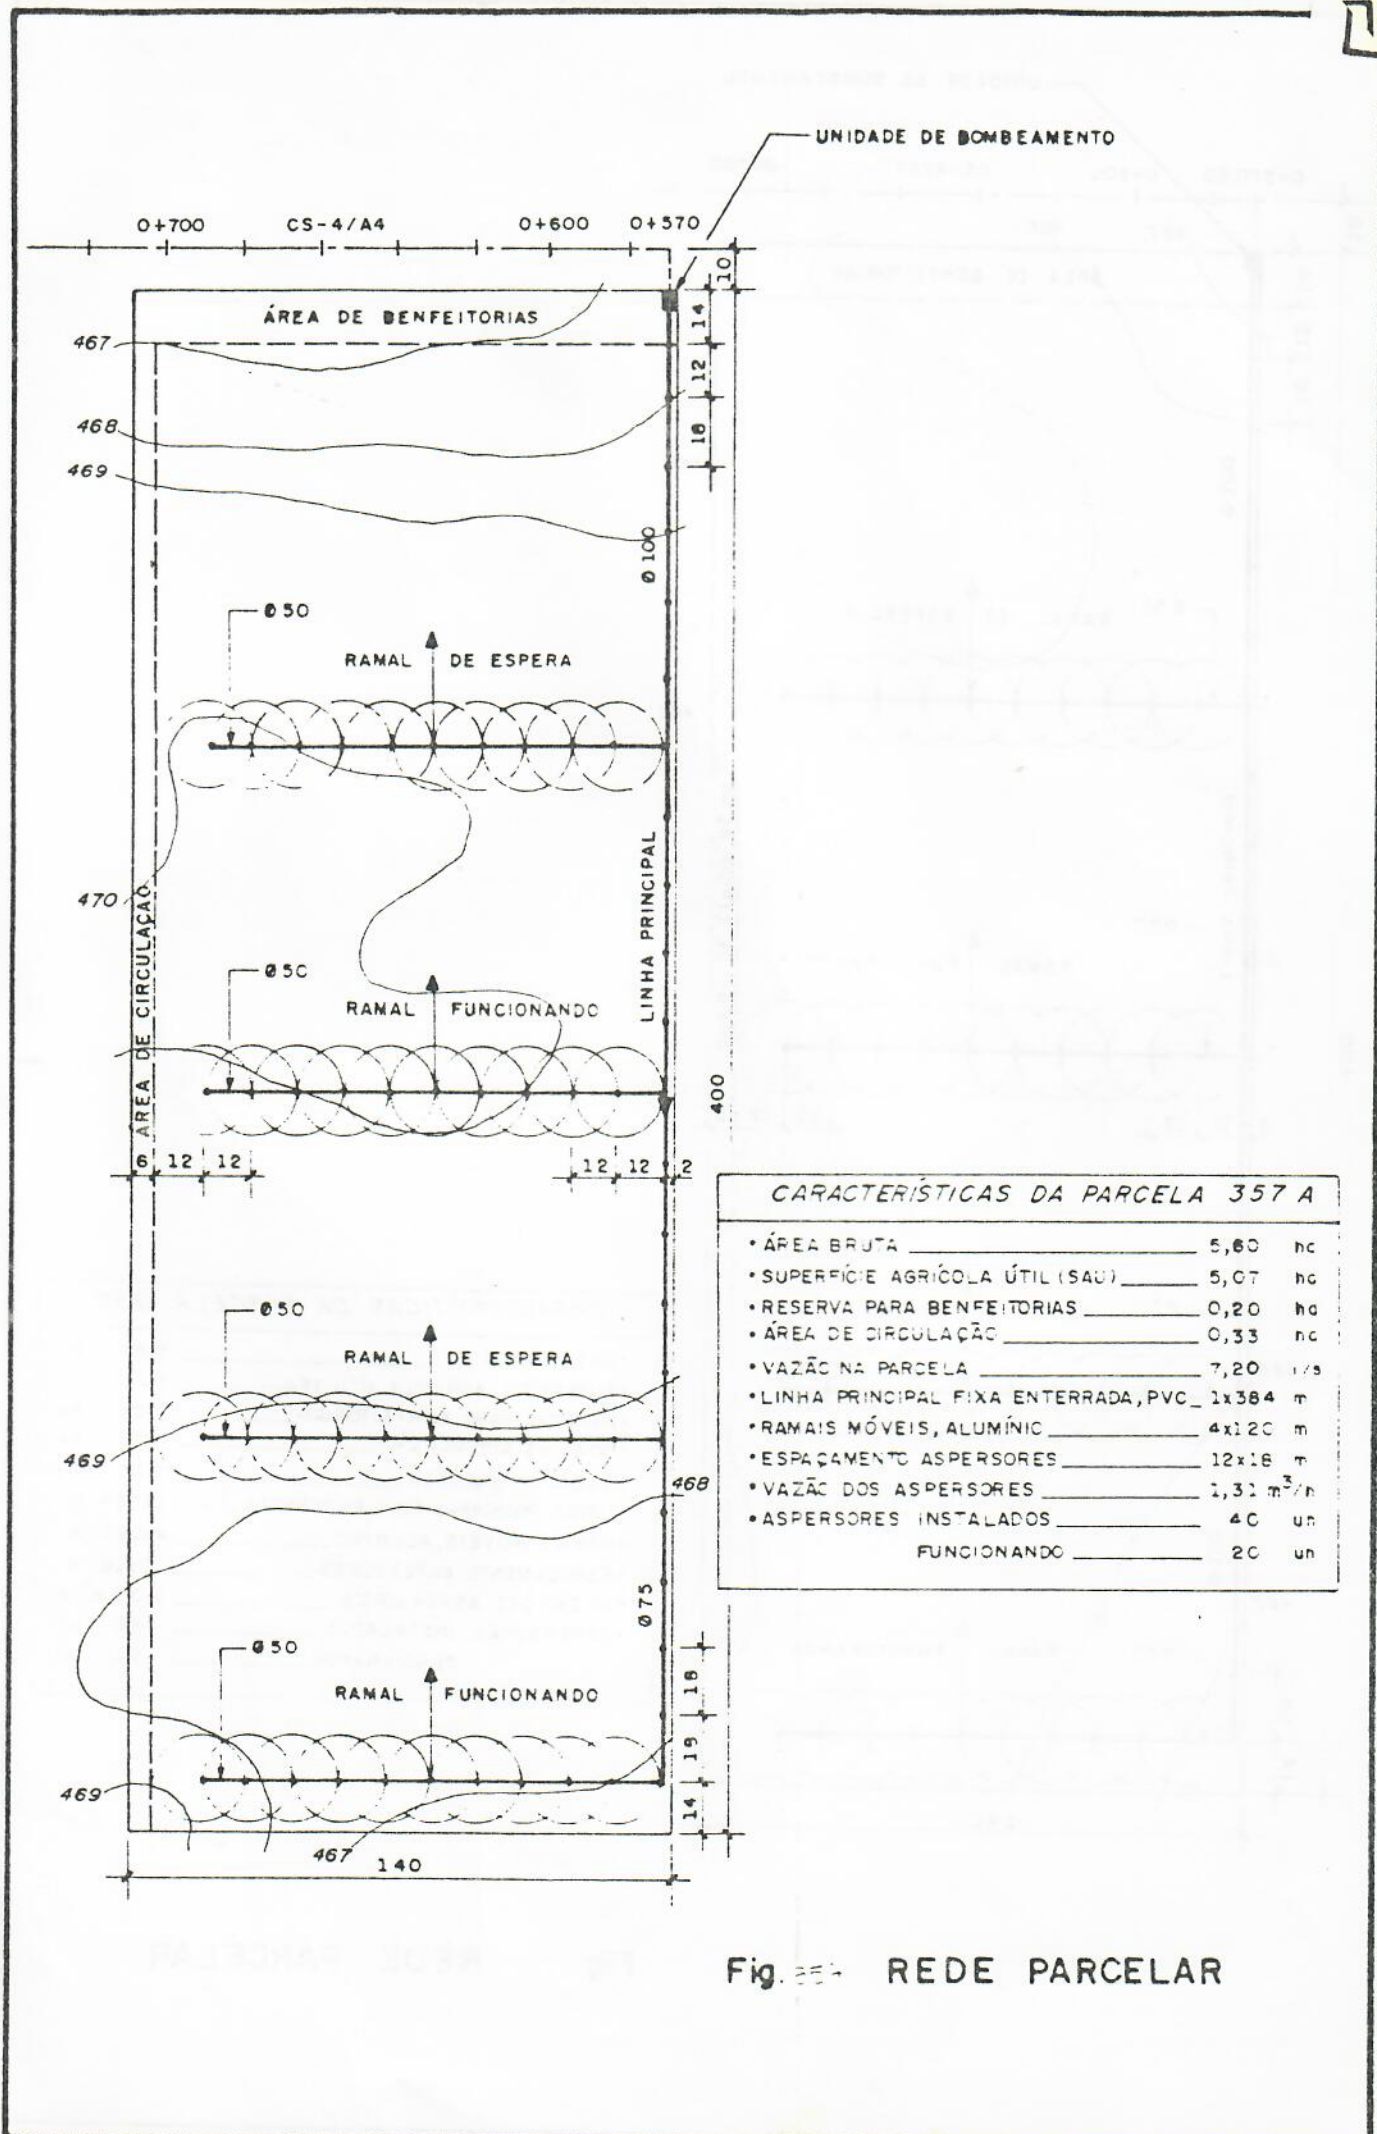 UNIDADE DE BOMBEAMENTO
0+700 CS-4/A4 0+600 0+570
10
ÁREA DE BENFEITORIAS
14
467
12
468
18
469
Ø 100
Ø 50
RAMAL DE ESPERA
LINHA PRINCIPAL
470
ÁREA DE CIRCULAÇÃO
Ø 50
RAMAL FUNCIONANDO
400
6 12 12 12 12 2
CARACTERÍSTICAS DA PARCELA 357 A
• ÁREA BRUTA 5,60 ha
• SUPERFÍCIE AGRÍCOLA ÚTIL (SAU) 5,07 ha
• RESERVA PARA BENFEITORIAS 0,20 ha
• ÁREA DE CIRCULAÇÃO 0,33 ha
• VAZÃO NA PARCELA 7,20 l/s
• LINHA PRINCIPAL FIXA ENTERRADA, PVC 1x384 m
• RAMAIS MÓVEIS, ALUMÍNIO 4x120 m
• ESPAÇAMENTO ASPERSORES 12x18 m
• VAZÃO DOS ASPERSORES 1,31 m³/h
• ASPERSORES INSTALADOS 40 un
FUNCIONANDO 20 un
Ø50
RAMAL DE ESPERA
469
468
Ø75
Ø50
18
RAMAL FUNCIONANDO
18
469
14
467
140
Fig. REDE PARCELAR